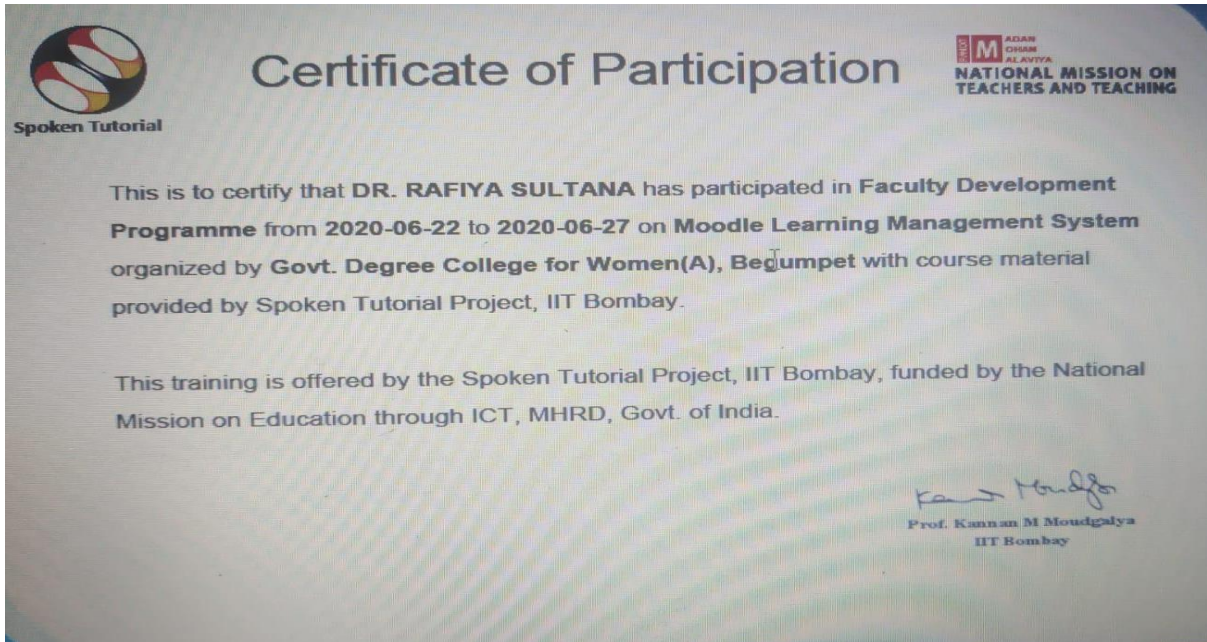 Certificate of Participation
Spoken Tutorial
PMMMNMTT
MADAN
MOHAN
MALAVIYA
NATIONAL MISSION ON
TEACHERS AND TEACHING
This is to certify that DR. RAFIYA SULTANA has participated in Faculty Development
Programme from 2020-06-22 to 2020-06-27 on Moodle Learning Management System
organized by Govt. Degree College for Women(A), Begumpet with course material
provided by Spoken Tutorial Project, IIT Bombay.
This training is offered by the Spoken Tutorial Project, IIT Bombay, funded by the National
Mission on Education through ICT, MHRD, Govt. of India.
Prof. Kannan M Moudgalya
IIT Bombay